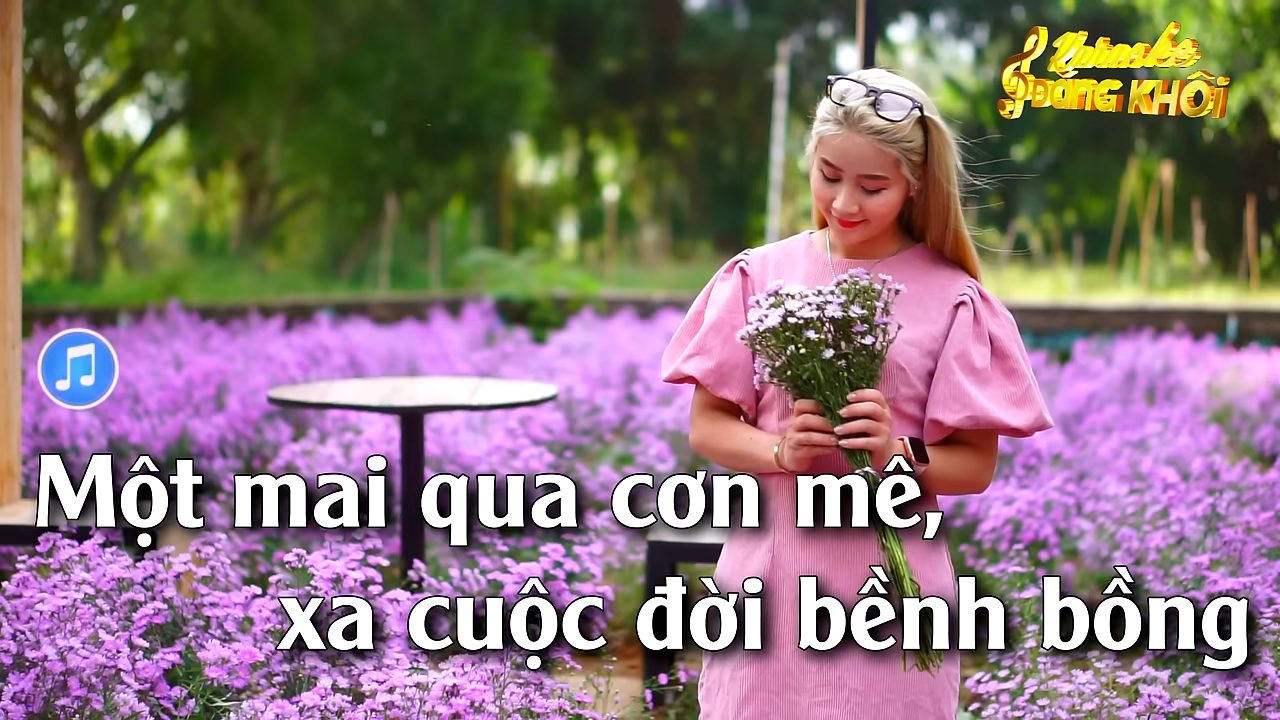 Karaoke
ĐĂNG KHÔI
Một mai qua cơn mê,
xa cuộc đời bềnh bồng